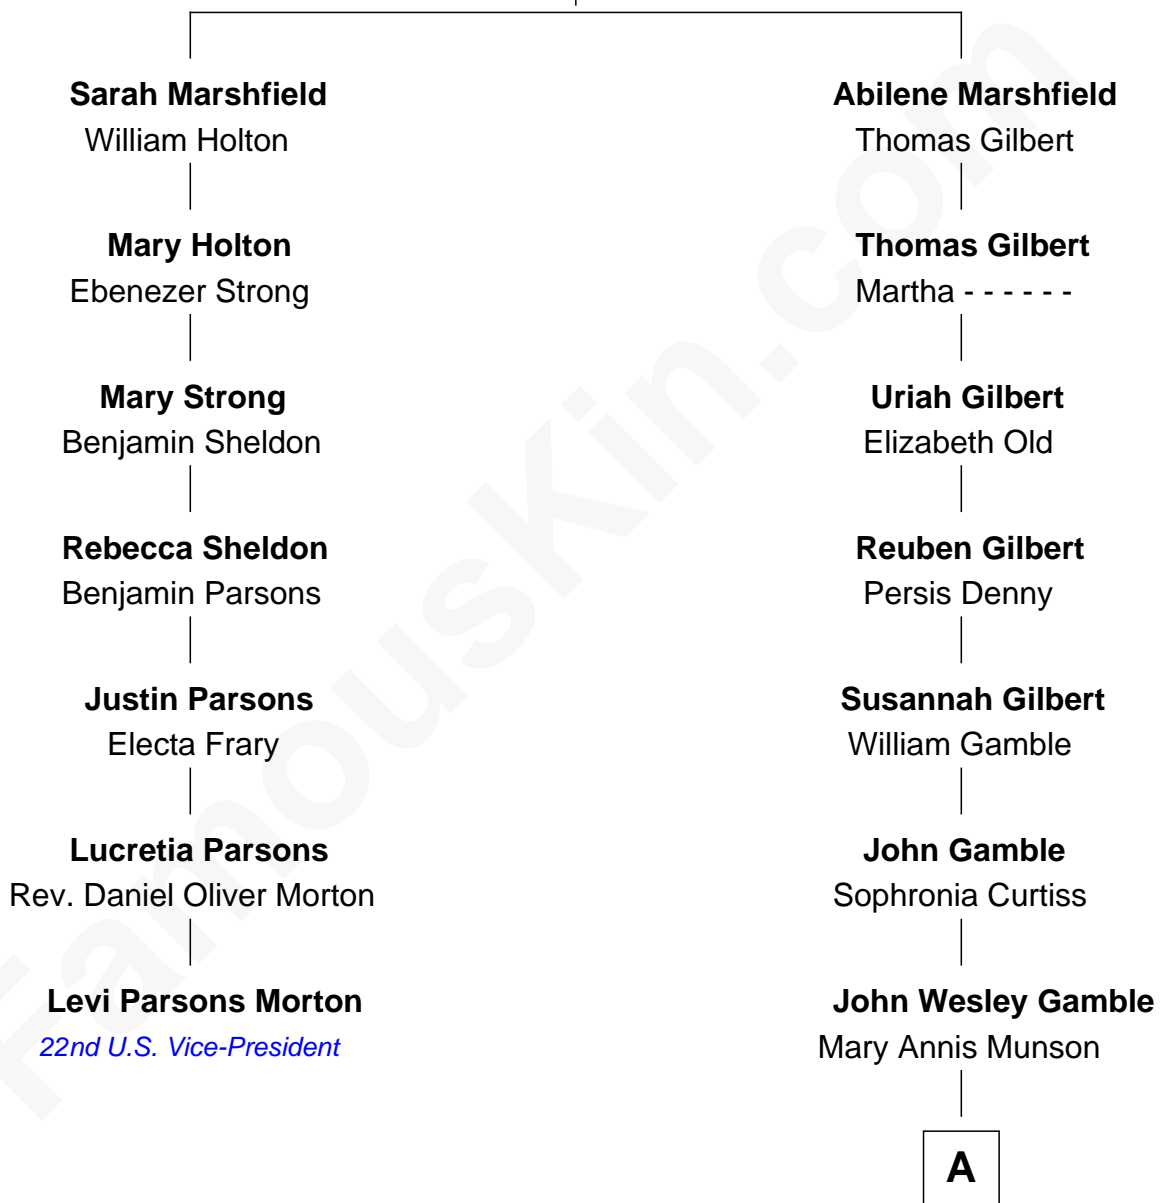 Sarah Marshfield
William Holton
Mary Holton
Ebenezer Strong
Mary Strong
Benjamin Sheldon
Rebecca Sheldon
Benjamin Parsons
Justin Parsons
Electa Frary
Lucretia Parsons
Rev. Daniel Oliver Morton
Levi Parsons Morton
22nd U.S. Vice-President
Abilene Marshfield
Thomas Gilbert
Thomas Gilbert
Martha - - - - - -
Uriah Gilbert
Elizabeth Old
Reuben Gilbert
Persis Denny
Susannah Gilbert
William Gamble
John Gamble
Sophronia Curtiss
John Wesley Gamble
Mary Annis Munson
A
FamousKin.com